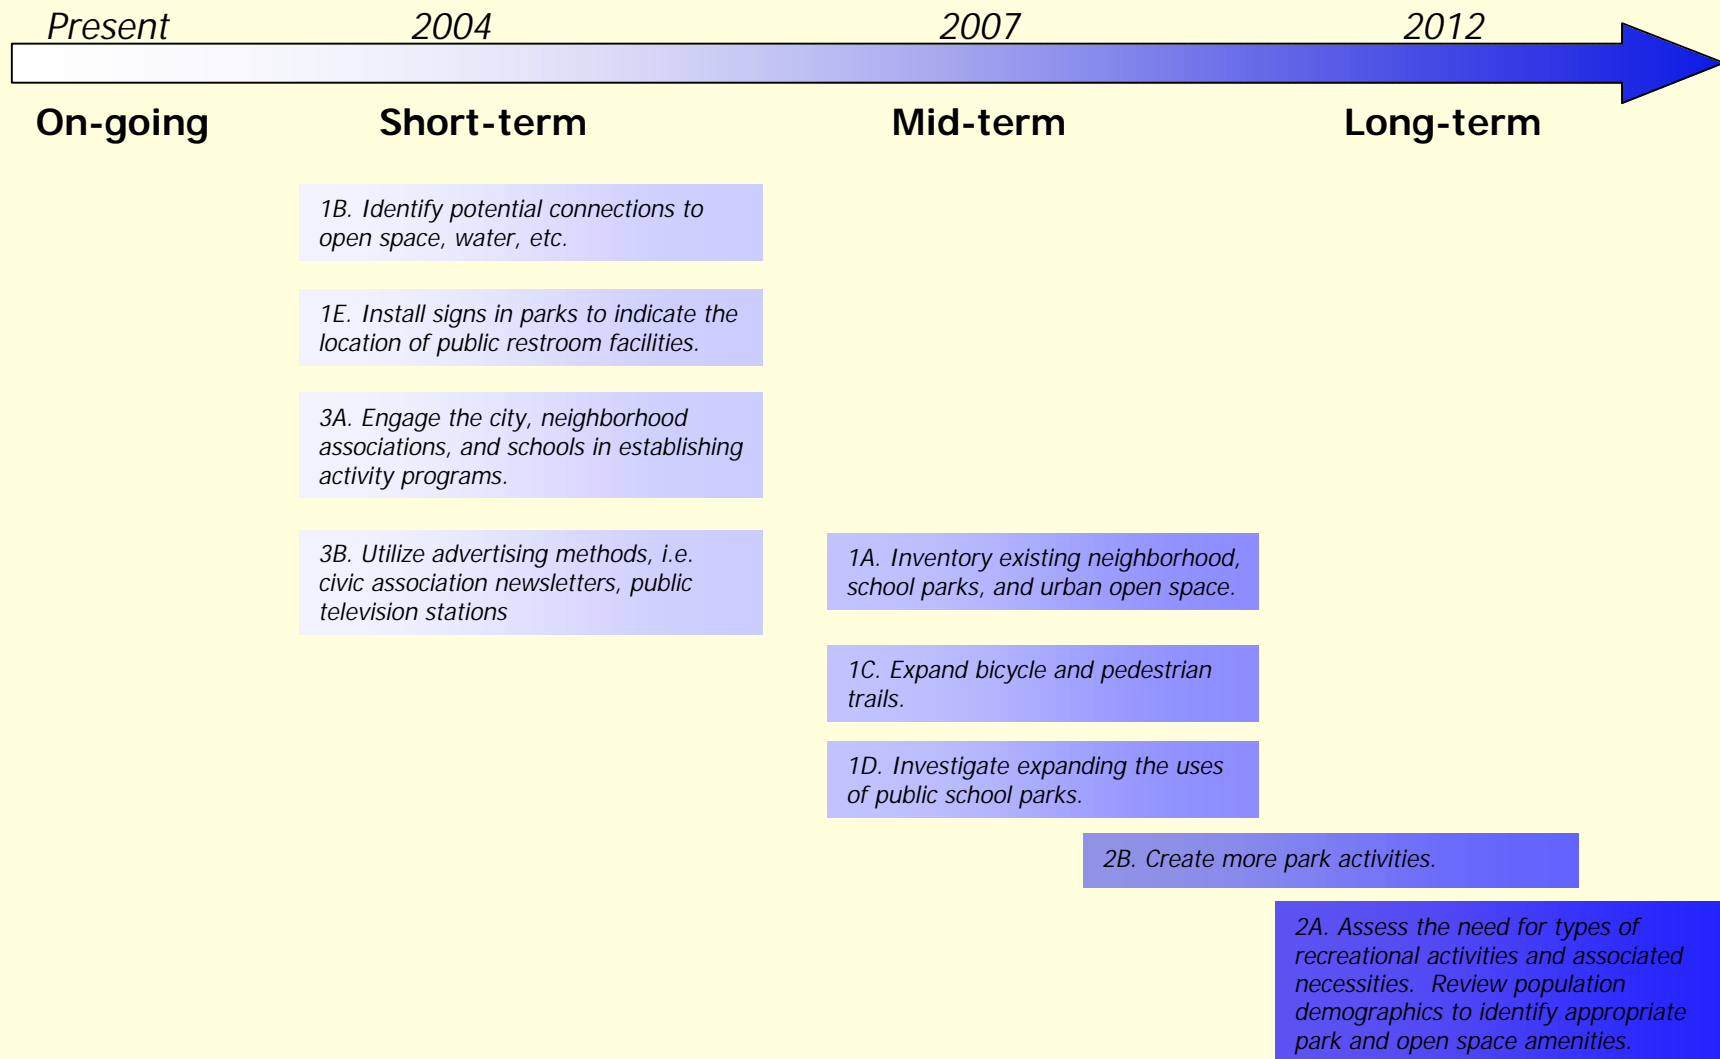 Present 2004 2007 2012
On-going Short-term Mid-term Long-term
1B. Identify potential connections to
open space, water, etc.
1E. Install signs in parks to indicate the
location of public restroom facilities.
3A. Engage the city, neighborhood
associations, and schools in establishing
activity programs.
3B. Utilize advertising methods, i.e.
civic association newsletters, public
television stations
1A. Inventory existing neighborhood,
school parks, and urban open space.
1C. Expand bicycle and pedestrian
trails.
1D. Investigate expanding the uses
of public school parks.
2B. Create more park activities.
2A. Assess the need for types of
recreational activities and associated
necessities.  Review population
demographics to identify appropriate
park and open space amenities.